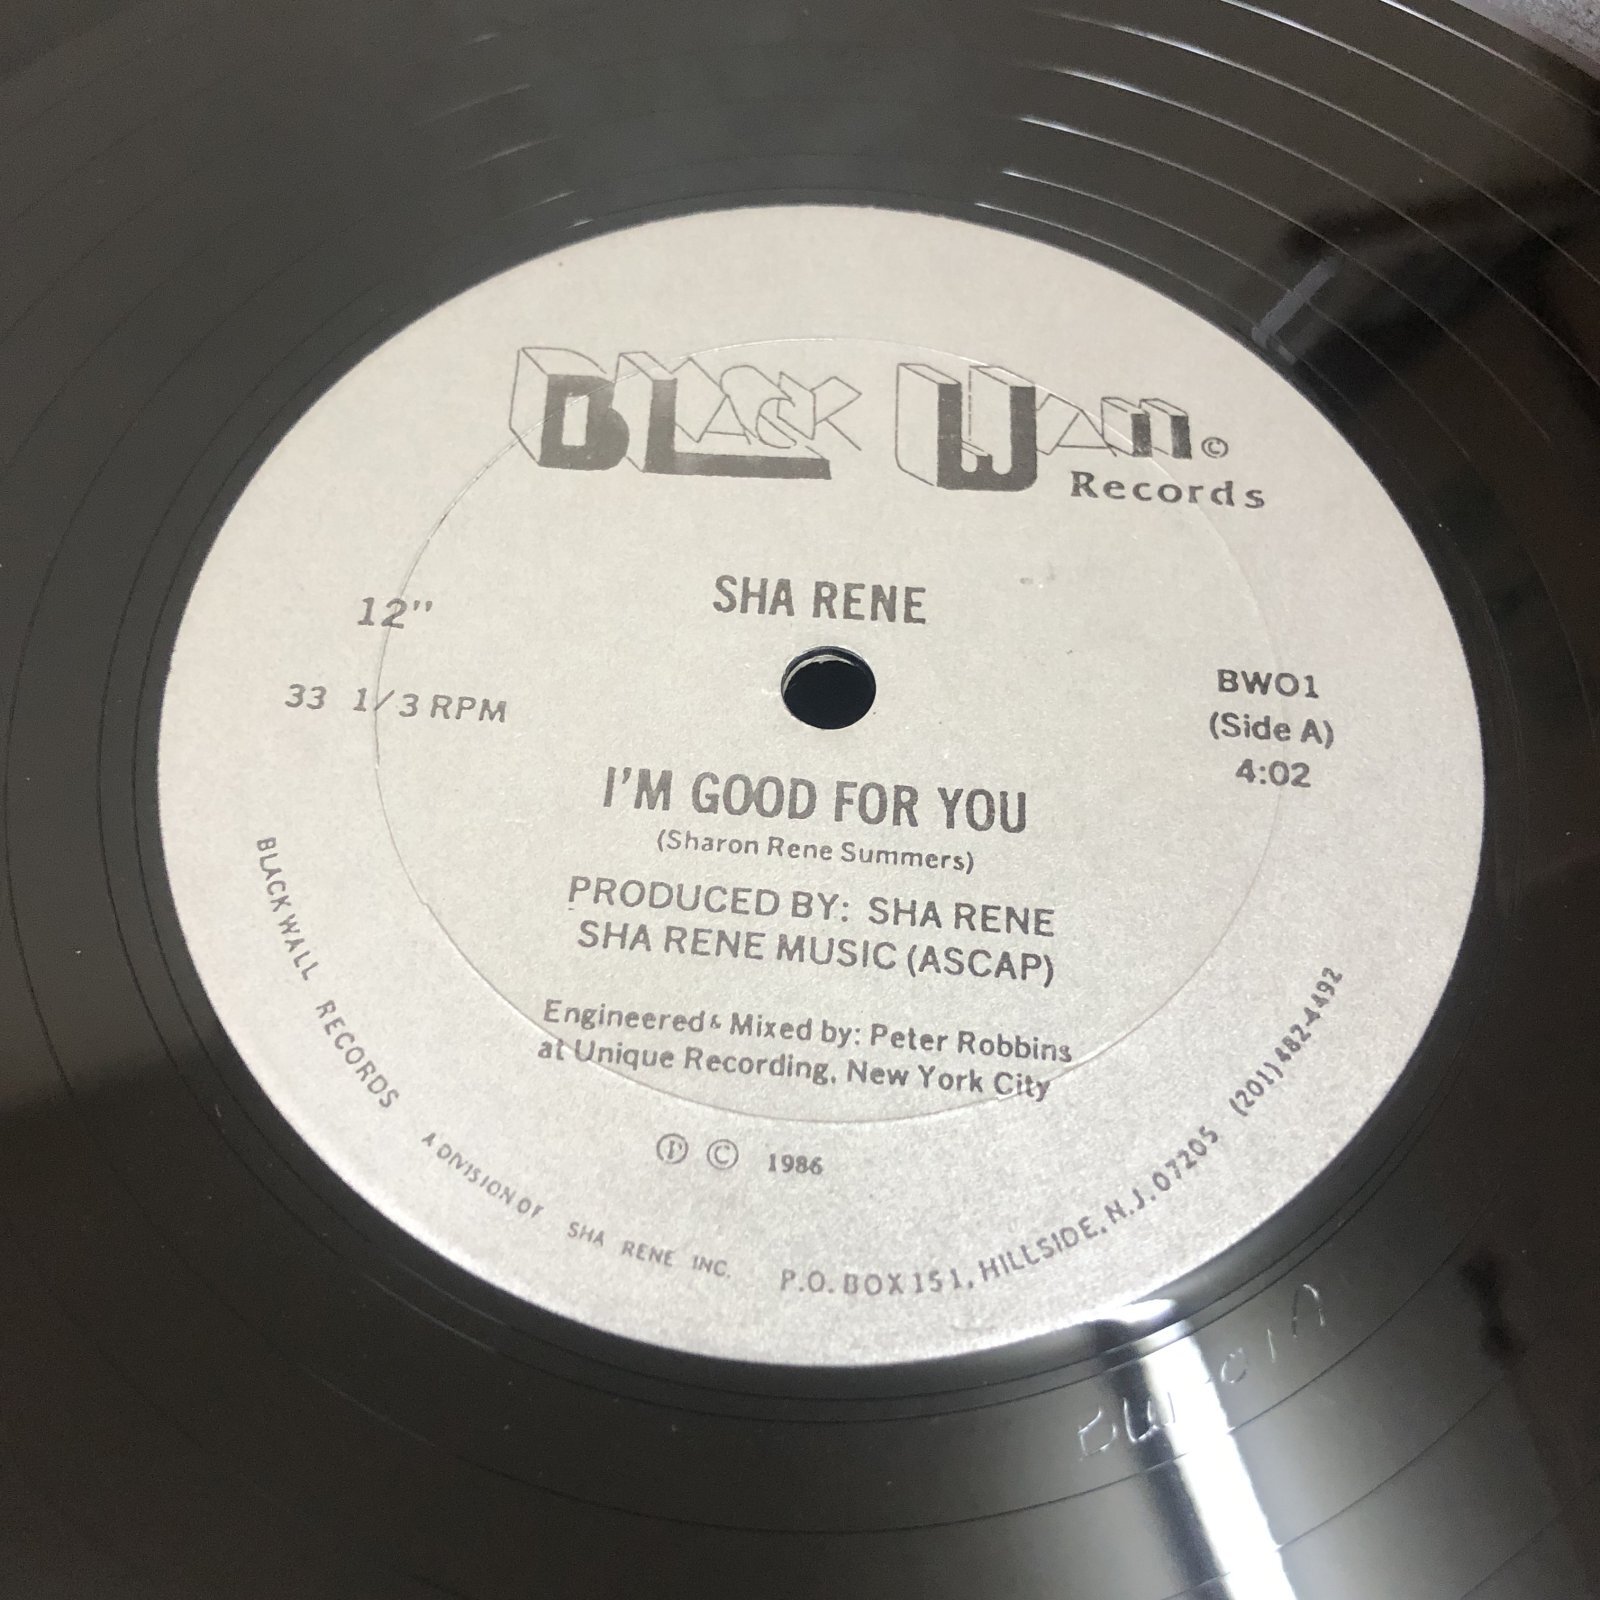 BLACK WALL©
Records
SHA RENE
12"
33 1/3 RPM
BW01
(Side A)
4:02
I'M GOOD FOR YOU
(Sharon Rene Summers)
PRODUCED BY: SHA RENE
SHA RENE MUSIC (ASCAP)
Engineered & Mixed by: Peter Robbins
at Unique Recording, New York City
Ⓟ © 1986
BLACK WALL RECORDS A DIVISION OF SHA RENE INC. P.O. BOX 151, HILLSIDE, N.J. 07205 (201) 482-4492